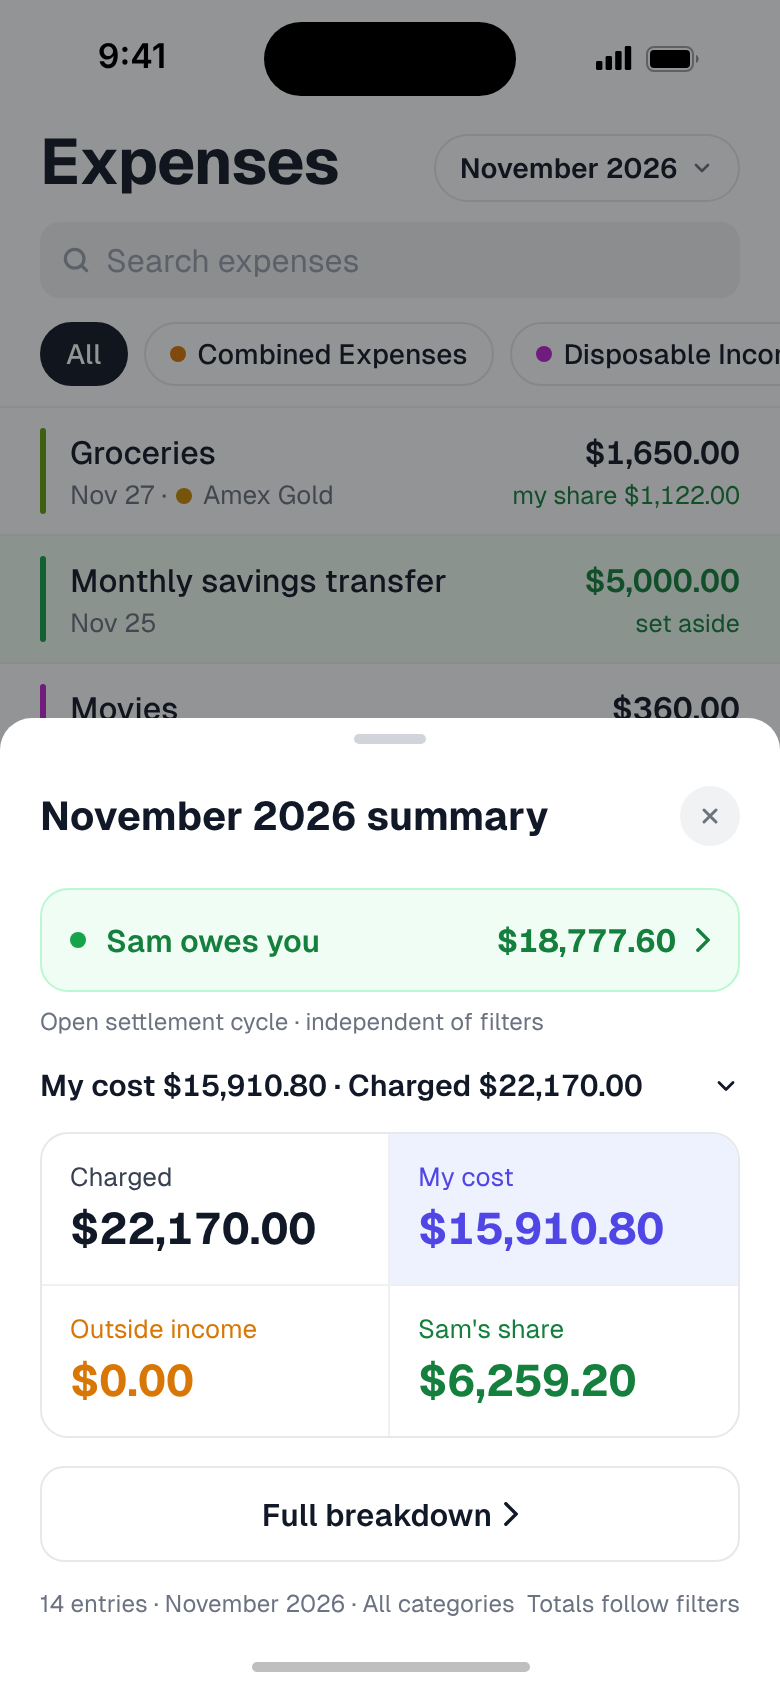 9:41
Expenses
November 2026
Search expenses
All
Combined Expenses
Disposable Incor
Groceries
$1,650.00
Nov 27 · Amex Gold
my share $1,122.00
Monthly savings transfer
$5,000.00
Nov 25
set aside
Movies
$360.00
November 2026 summary
Sam owes you
$18,777.60
Open settlement cycle · independent of filters
My cost $15,910.80 · Charged $22,170.00
Charged
$22,170.00
My cost
$15,910.80
Outside income
$0.00
Sam's share
$6,259.20
Full breakdown
14 entries · November 2026 · All categories
Totals follow filters